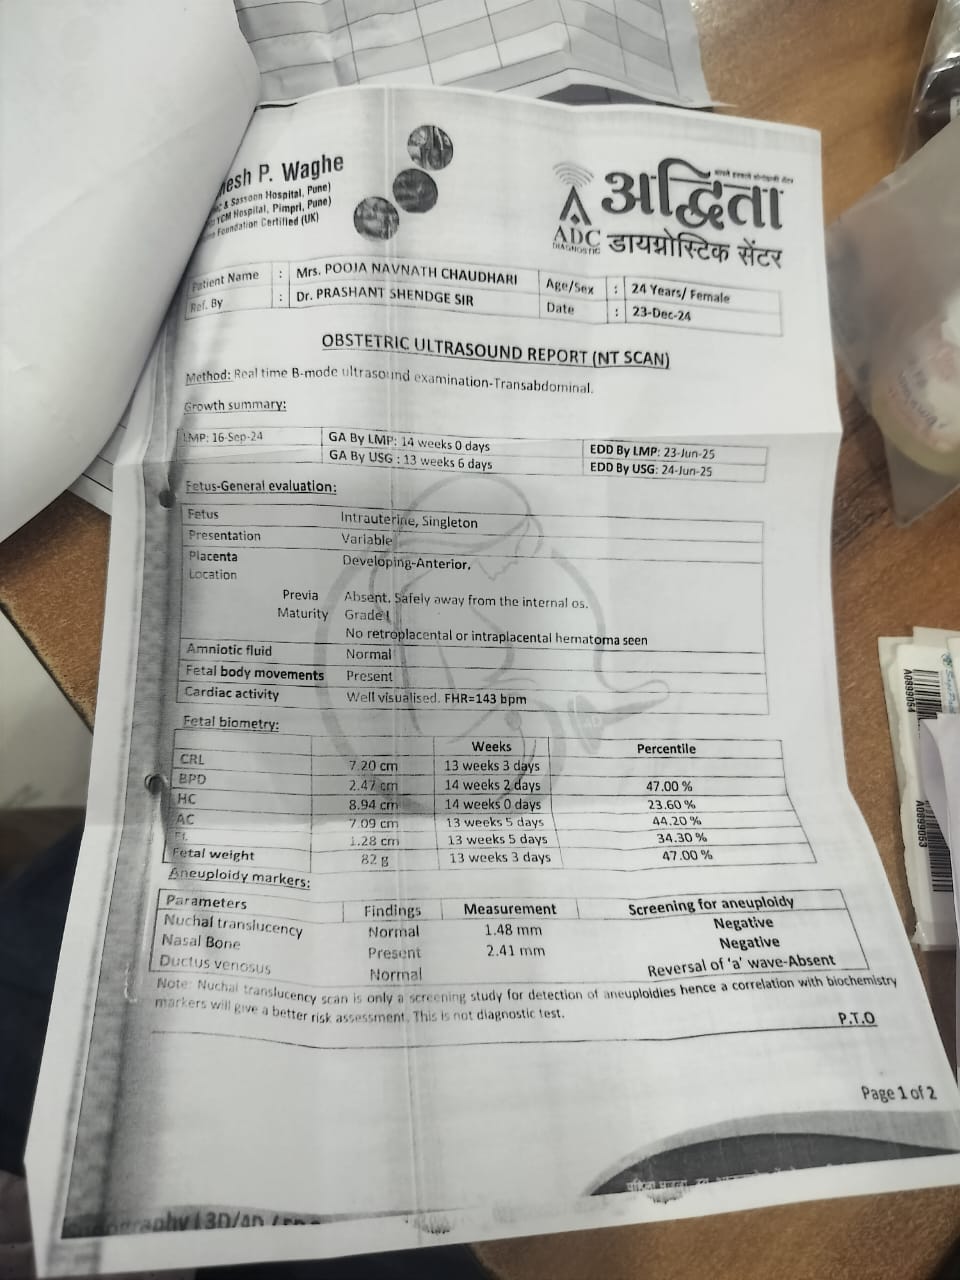 esh P. Waghe
& Sassoon Hospital, Pune)
YCM Hospital, Pimpri, Pune)
Foundation Certified (UK)
अद्विता
ADC
DIAGNOSTIC
डायग्नोस्टिक सेंटर
Patient Name : Mrs. POOJA NAVNATH CHAUDHARI Age/Sex : 24 Years/ Female
Ref. By : Dr. PRASHANT SHENDGE SIR Date : 23-Dec-24
OBSTETRIC ULTRASOUND REPORT (NT SCAN)
Method: Real time B-mode ultrasound examination-Transabdominal.
Growth summary:
LMP: 16-Sep-24 GA By LMP: 14 weeks 0 days EDD By LMP: 23-Jun-25
GA By USG : 13 weeks 6 days EDD By USG: 24-Jun-25
Fetus-General evaluation:
Fetus Intrauterine, Singleton
Presentation Variable
Placenta Developing-Anterior.
Location
Previa Absent. Safely away from the internal os.
Maturity Grade I
No retroplacental or intraplacental hematoma seen
Amniotic fluid Normal
Fetal body movements Present
Cardiac activity Well visualised. FHR=143 bpm
Fetal biometry:
Weeks Percentile
CRL 7.20 cm 13 weeks 3 days
BPD 2.47 cm 14 weeks 2 days 47.00 %
HC 8.94 cm 14 weeks 0 days 23.60 %
AC 7.09 cm 13 weeks 5 days 44.20 %
FL 1.28 cm 13 weeks 5 days 34.30 %
Fetal weight 82 g 13 weeks 3 days 47.00 %
Aneuploidy markers:
Parameters Findings Measurement Screening for aneuploidy
Nuchal translucency Normal 1.48 mm Negative
Nasal Bone Present 2.41 mm Negative
Ductus venosus Normal Reversal of 'a' wave-Absent
Note: Nuchal translucency scan is only a screening study for detection of aneuploidies hence a correlation with biochemistry
markers will give a better risk assessment. This is not diagnostic test.
P.T.O
Page 1 of 2
A0899064
A0899063